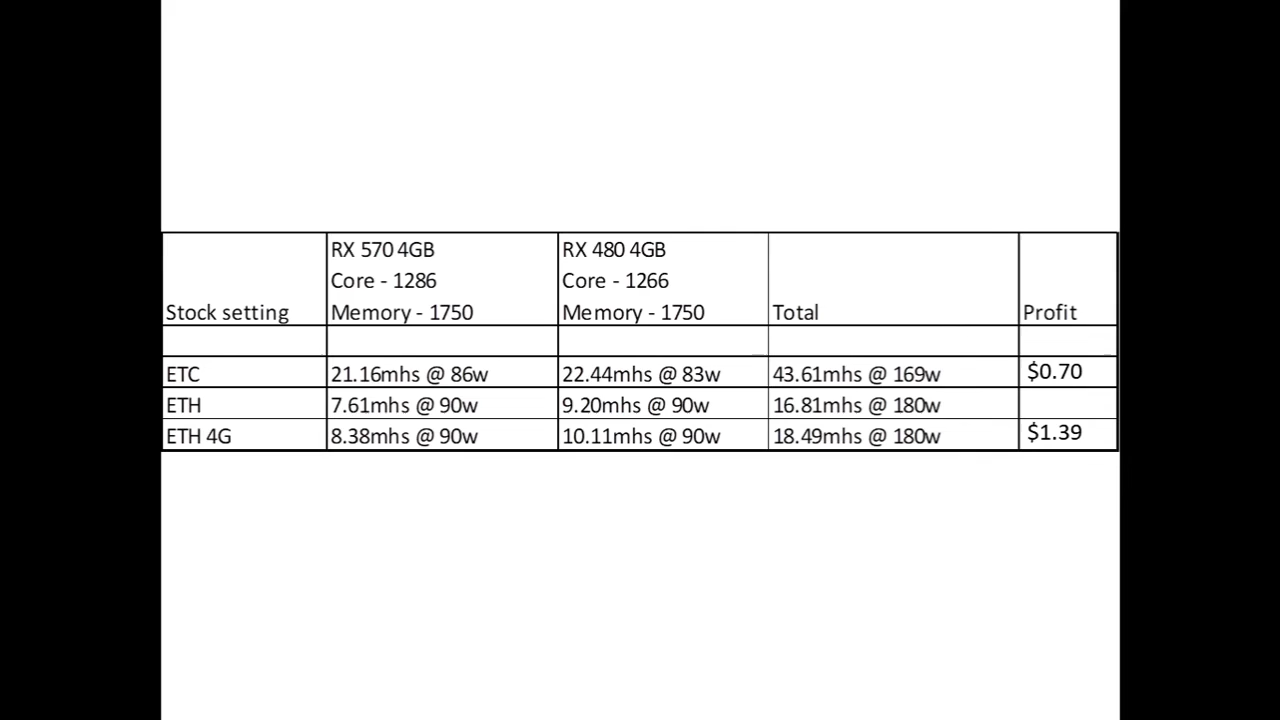 Stock setting
RX 570 4GB
Core - 1286
Memory - 1750
RX 480 4GB
Core - 1266
Memory - 1750
Total
Profit
ETC 21.16mhs @ 86w 22.44mhs @ 83w 43.61mhs @ 169w $0.70
ETH 7.61mhs @ 90w 9.20mhs @ 90w 16.81mhs @ 180w
ETH 4G 8.38mhs @ 90w 10.11mhs @ 90w 18.49mhs @ 180w $1.39